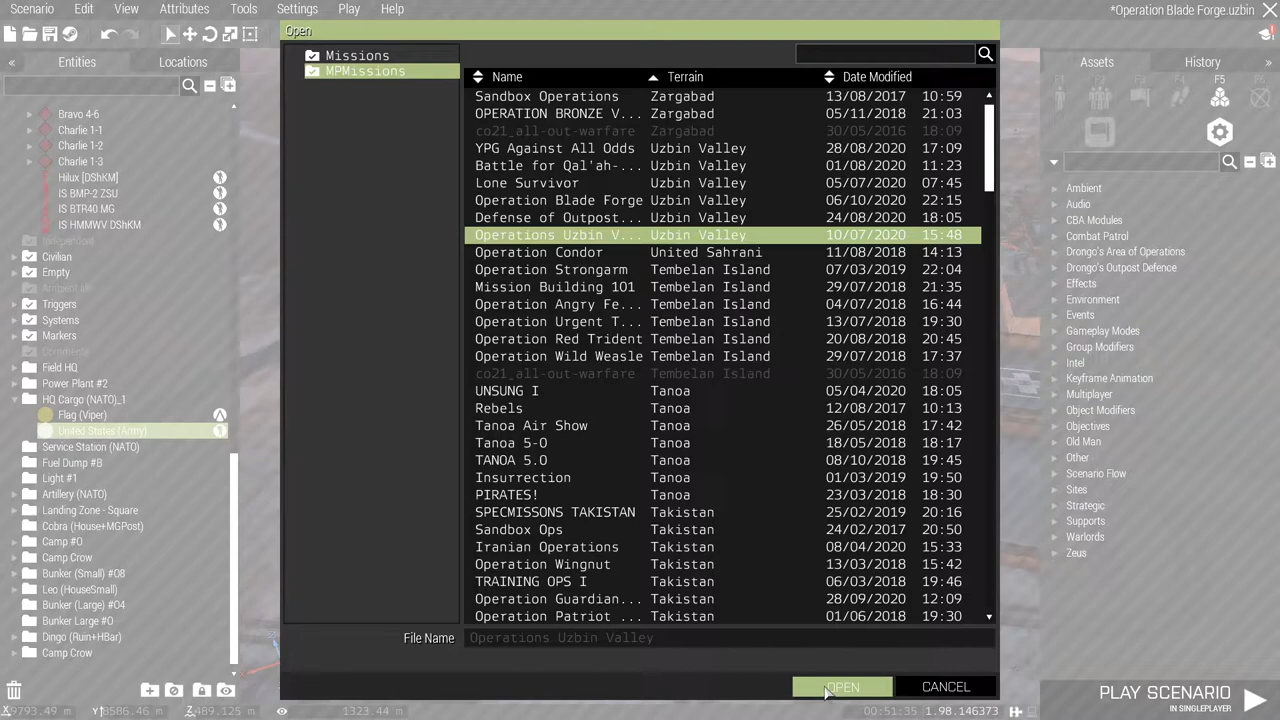 Scenario Edit View Attributes Tools Settings Play Help
*Operation Blade Forge.uzbin
Entities Locations
Bravo 4-6
Charlie 1-1
Charlie 1-2
Charlie 1-3
Hilux [DShKM]
IS BMP-2 ZSU
IS BTR40 MG
IS HMMWV DShKM
Independent
Civilian
Empty
Triggers
Systems
Markers
Comments
Field HQ
Power Plant #2
HQ Cargo (NATO)_1
Flag (Viper)
United States (Army)
Service Station (NATO)
Fuel Dump #B
Light #1
Artillery (NATO)
Landing Zone - Square
Cobra (House+MGPost)
Camp #O
Camp Crow
Bunker (Small) #08
Leo (HouseSmall)
Bunker (Large) #04
Bunker Large #0
Dingo (Ruin+HBar)
Camp Crow
Open
Missions
MPMissions
Name Terrain Date Modified
Sandbox Operations Zargabad 13/08/2017 10:59
OPERATION BRONZE V... Zargabad 05/11/2018 21:03
co21_all-out-warfare Zargabad 30/05/2016 18:09
YPG Against All Odds Uzbin Valley 28/08/2020 17:09
Battle for Qal'ah-... Uzbin Valley 01/08/2020 11:23
Lone Survivor Uzbin Valley 05/07/2020 07:45
Operation Blade Forge Uzbin Valley 06/10/2020 22:15
Defense of Outpost... Uzbin Valley 24/08/2020 18:05
Operations Uzbin V... Uzbin Valley 10/07/2020 15:48
Operation Condor United Sahrani 11/08/2018 14:13
Operation Strongarm Tembelan Island 07/03/2019 22:04
Mission Building 101 Tembelan Island 29/07/2018 21:35
Operation Angry Fe... Tembelan Island 04/07/2018 16:44
Operation Urgent T... Tembelan Island 13/07/2018 19:30
Operation Red Trident Tembelan Island 20/08/2018 20:45
Operation Wild Weasle Tembelan Island 29/07/2018 17:37
co21_all-out-warfare Tembelan Island 30/05/2016 18:09
UNSUNG I Tanoa 05/04/2020 18:05
Rebels Tanoa 12/08/2017 10:13
Tanoa Air Show Tanoa 26/05/2018 17:42
Tanoa 5-0 Tanoa 18/05/2018 18:17
TANOA 5.0 Tanoa 08/10/2018 19:45
Insurrection Tanoa 01/03/2019 19:50
PIRATES! Tanoa 23/03/2018 18:30
SPECMISSONS TAKISTAN Takistan 25/02/2019 20:16
Sandbox Ops Takistan 24/02/2017 20:50
Iranian Operations Takistan 08/04/2020 15:33
Operation Wingnut Takistan 13/03/2018 15:42
TRAINING OPS I Takistan 06/03/2018 19:46
Operation Guardian... Takistan 28/09/2020 12:09
Operation Patriot ... Takistan 01/06/2018 19:30
File Name Operations Uzbin Valley
OPEN CANCEL
Assets History
F1 F2 F3 F4 F5 F6
Ambient
Audio
CBA Modules
Combat Patrol
Drongo's Area of Operations
Drongo's Outpost Defence
Effects
Environment
Events
Gameplay Modes
Group Modifiers
Intel
Keyframe Animation
Multiplayer
Object Modifiers
Objectives
Old Man
Other
Scenario Flow
Sites
Strategic
Supports
Warlords
Zeus
PLAY SCENARIO
IN SINGLEPLAYER
X 9793.49 m Y 8586.46 m Z 489.125 m 1323.44 m 00:51:35 1.98.146373